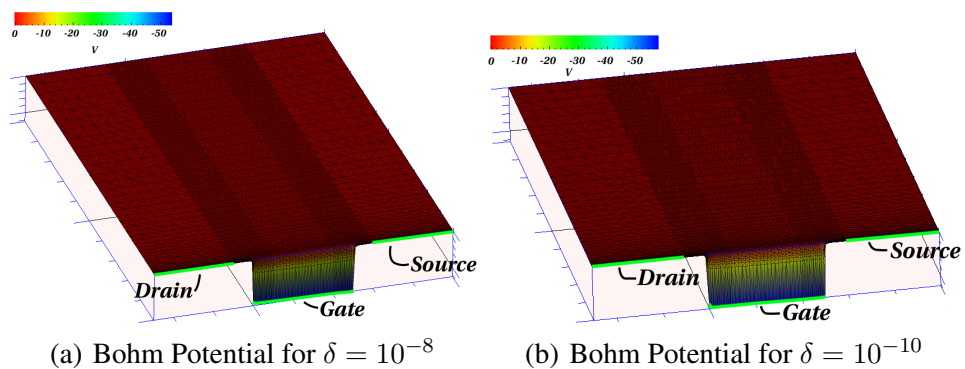 0 -10 -20 -30 -40 -50
V
Drain
Source
Gate
(a) Bohm Potential for δ = 10⁻⁸
0 -10 -20 -30 -40 -50
V
Drain
Source
Gate
(b) Bohm Potential for δ = 10⁻¹⁰